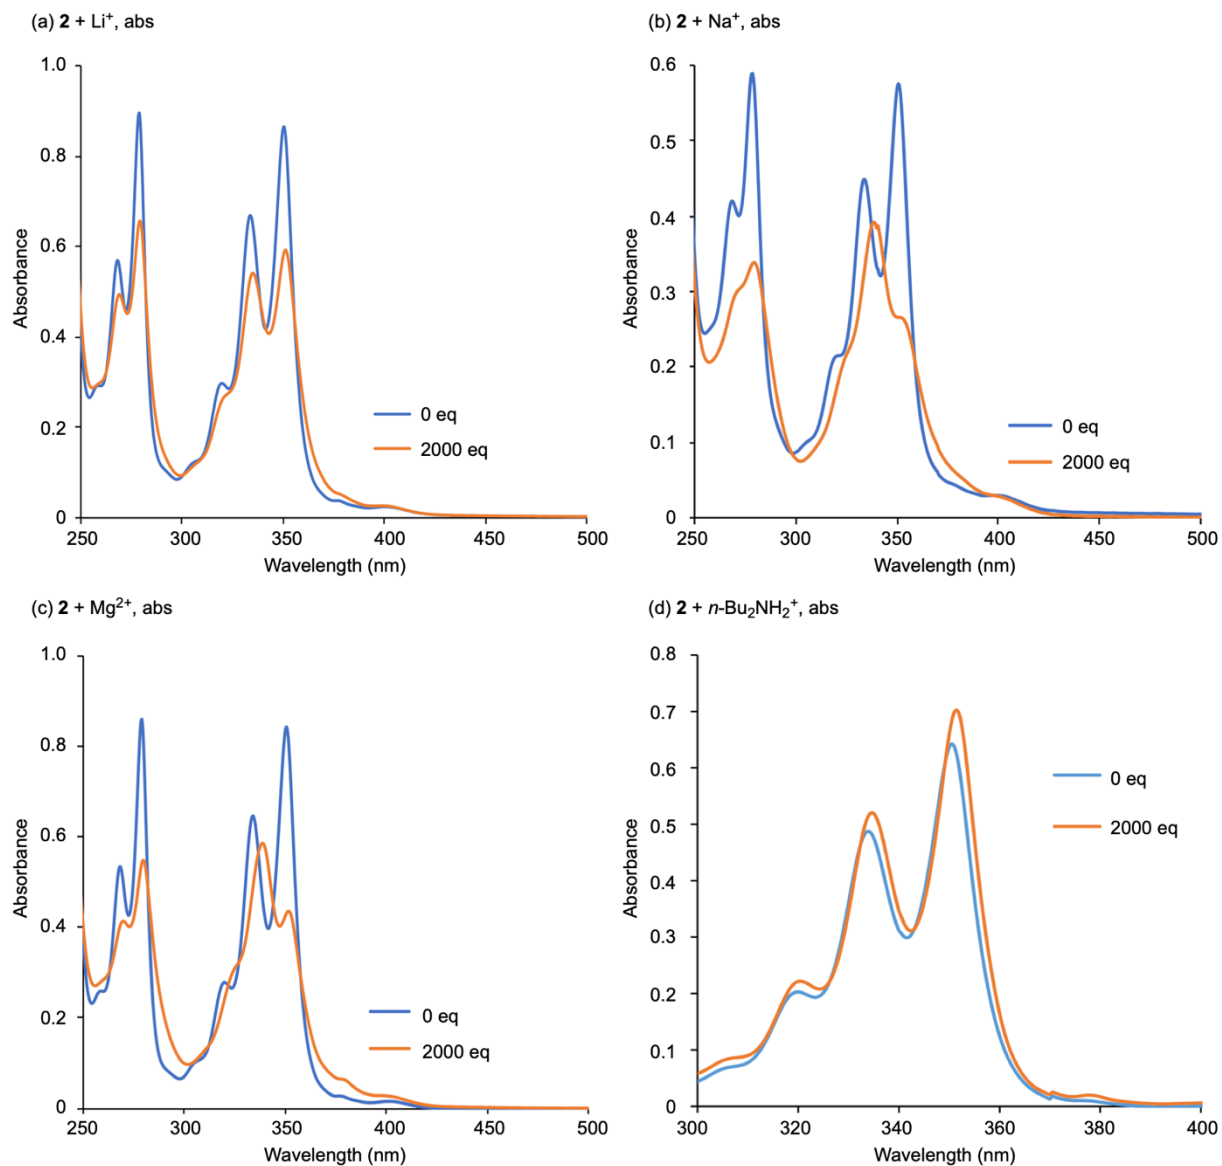 (a) 2 + Li⁺, abs
1.0
0.8
0.6
0.4
0.2
0
Absorbance
0 eq
2000 eq
250 300 350 400 450 500
Wavelength (nm)
(b) 2 + Na⁺, abs
0.6
0.5
0.4
0.3
0.2
0.1
0
Absorbance
0 eq
2000 eq
250 300 350 400 450 500
Wavelength (nm)
(c) 2 + Mg²⁺, abs
1.0
0.8
0.6
0.4
0.2
0
Absorbance
0 eq
2000 eq
250 300 350 400 450 500
Wavelength (nm)
(d) 2 + n-Bu₂NH₂⁺, abs
0.8
0.7
0.6
0.5
0.4
0.3
0.2
0.1
0
Absorbance
0 eq
2000 eq
300 320 340 360 380 400
Wavelength (nm)